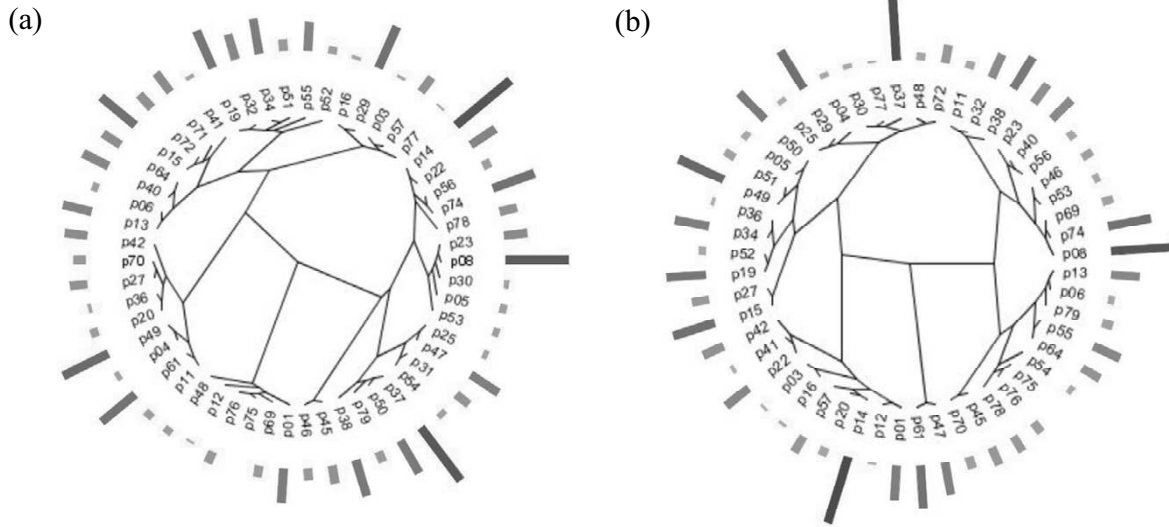 (a)
p52
p16
p29
p03
p57
p77
p14
p22
p56
p74
p78
p23
p08
p30
p05
p53
p25
p47
p31
p54
p37
p50
p79
p38
p45
p46
p01
p69
p75
p76
p12
p48
p11
p61
p04
p49
p20
p36
p27
p70
p42
p13
p06
p40
p64
p15
p72
p71
p41
p19
p32
p34
p51
p55
(b)
p72
p11
p32
p38
p23
p40
p56
p46
p53
p69
p74
p08
p13
p06
p79
p55
p64
p54
p75
p76
p78
p45
p70
p47
p61
p01
p12
p14
p20
p57
p16
p03
p22
p41
p42
p15
p27
p19
p52
p34
p36
p49
p51
p05
p50
p25
p29
p04
p30
p77
p37
p48